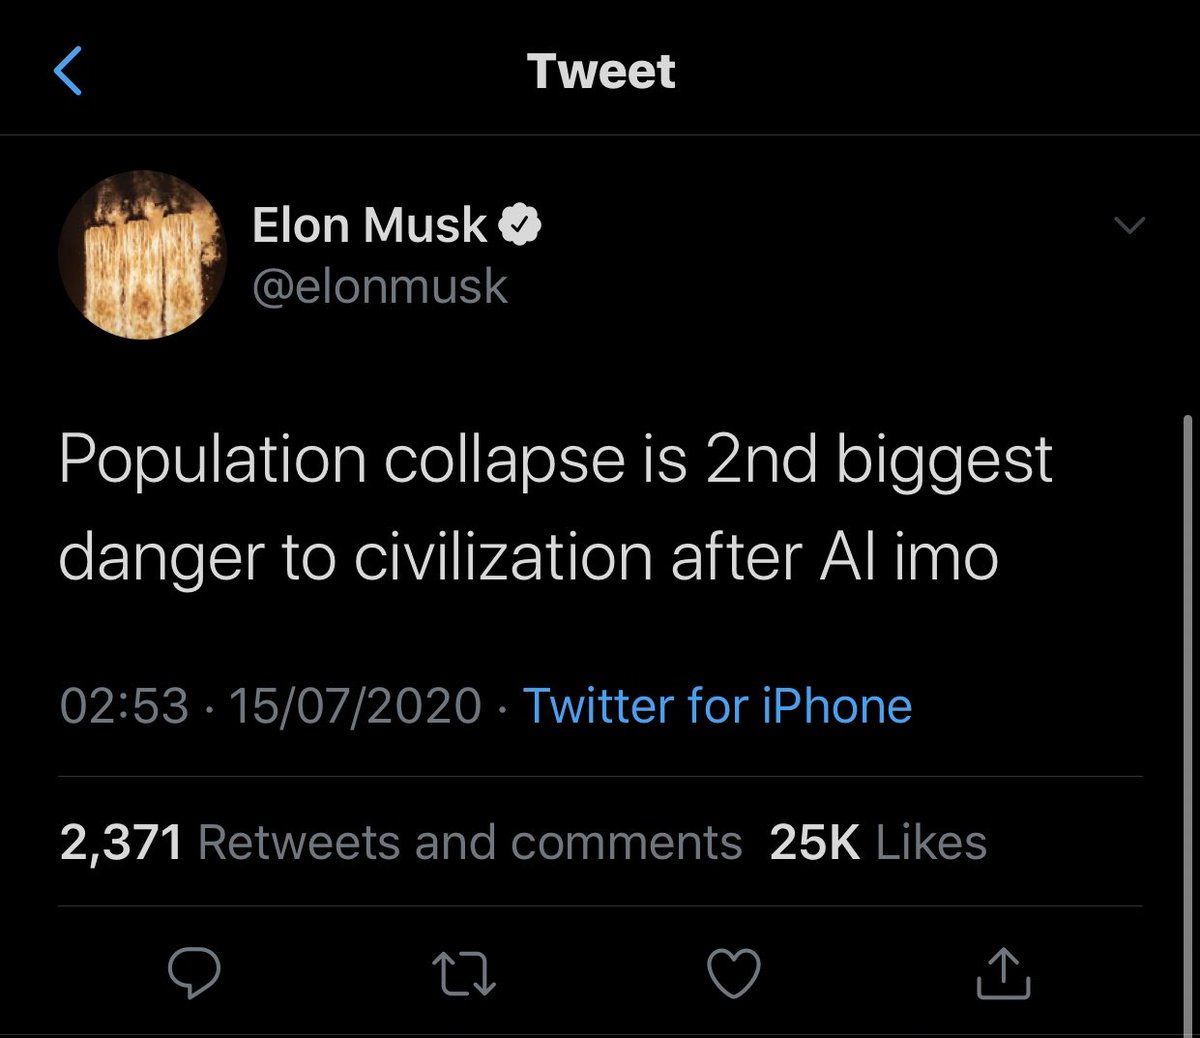 Tweet
Elon Musk
@elonmusk
Population collapse is 2nd biggest
danger to civilization after AI imo
02:53 · 15/07/2020 · Twitter for iPhone
2,371 Retweets and comments 25K Likes